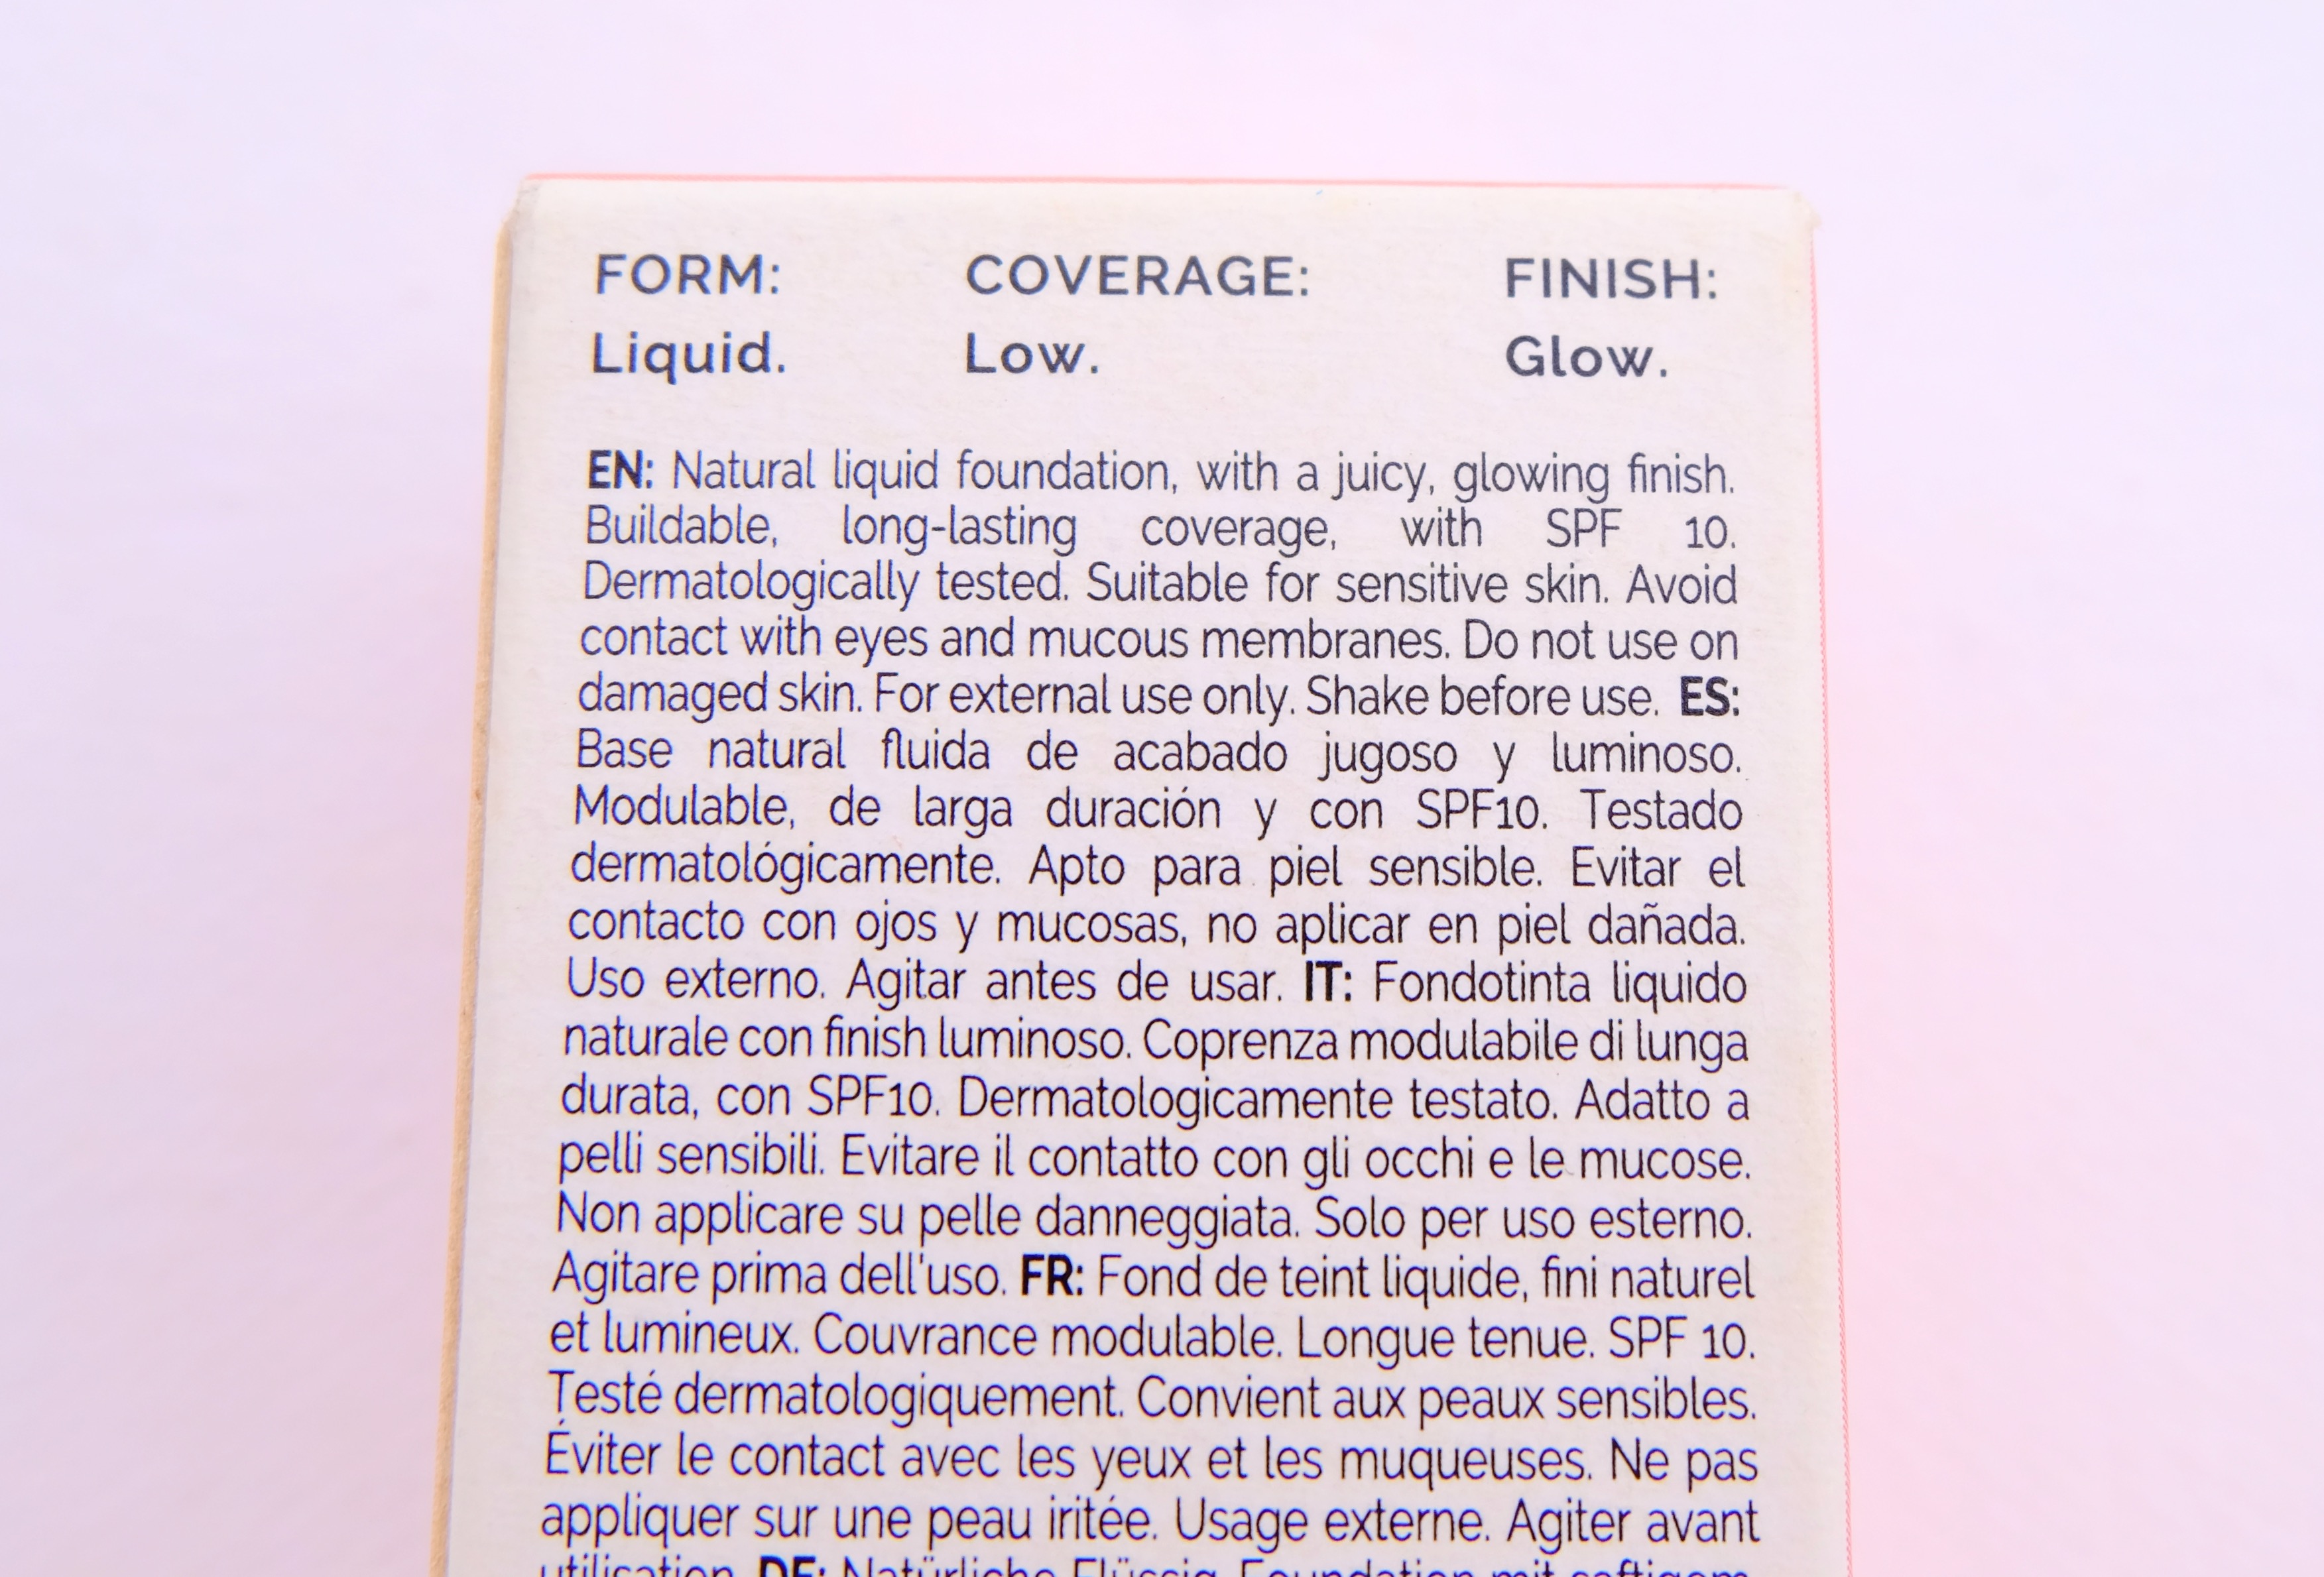 FORM: COVERAGE: FINISH:
Liquid. Low. Glow.
EN: Natural liquid foundation, with a juicy, glowing finish.
Buildable, long-lasting coverage, with SPF 10.
Dermatologically tested. Suitable for sensitive skin. Avoid
contact with eyes and mucous membranes. Do not use on
damaged skin. For external use only. Shake before use. ES:
Base natural fluida de acabado jugoso y luminoso.
Modulable, de larga duración y con SPF10. Testado
dermatológicamente. Apto para piel sensible. Evitar el
contacto con ojos y mucosas, no aplicar en piel dañada.
Uso externo. Agitar antes de usar. IT: Fondotinta liquido
naturale con finish luminoso. Coprenza modulabile di lunga
durata, con SPF10. Dermatologicamente testato. Adatto a
pelli sensibili. Evitare il contatto con gli occhi e le mucose.
Non applicare su pelle danneggiata. Solo per uso esterno.
Agitare prima dell'uso. FR: Fond de teint liquide, fini naturel
et lumineux. Couvrance modulable. Longue tenue. SPF 10.
Testé dermatologiquement. Convient aux peaux sensibles.
Éviter le contact avec les yeux et les muqueuses. Ne pas
appliquer sur une peau iritée. Usage externe. Agiter avant
utilisation. DE: Natürliche Flüssig-Foundation mit saftigem,